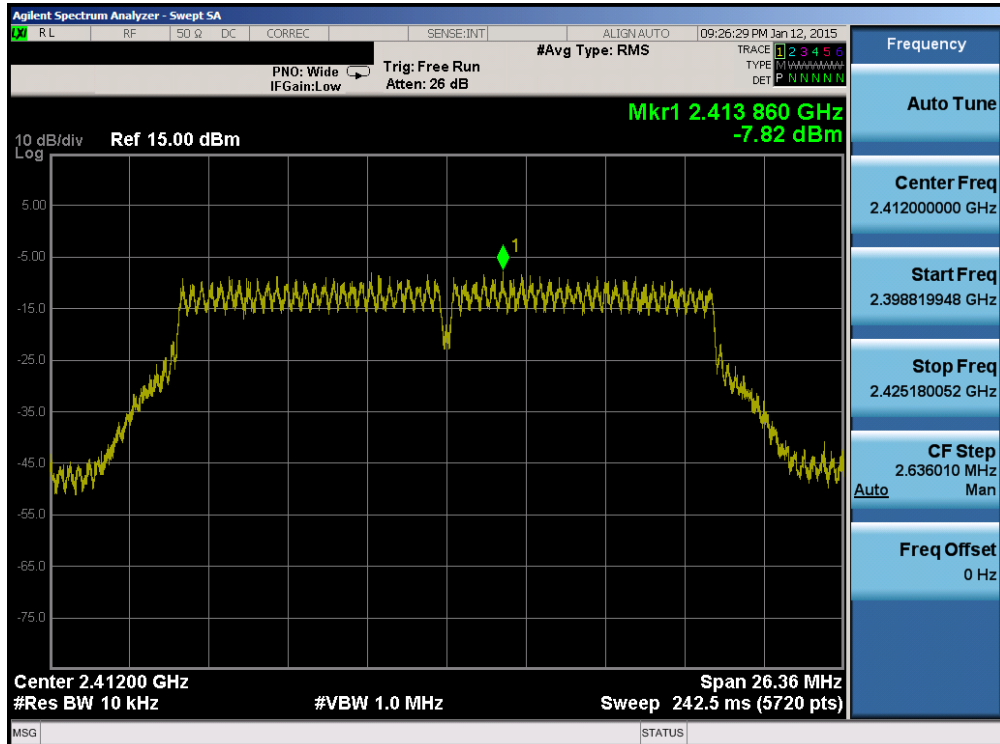 Agilent Spectrum Analyzer - Swept SA
LXI RL RF 50 Ω DC CORREC SENSE:INT ALIGN AUTO 09:26:29 PM Jan 12, 2015
#Avg Type: RMS TRACE 1 2 3 4 5 6
PNO: Wide Trig: Free Run TYPE M WWWWW
IFGain:Low Atten: 26 dB DET P N N N N N
Mkr1 2.413 860 GHz
10 dB/div Ref 15.00 dBm -7.82 dBm
Log
1
5.00
-5.00
-15.0
-25.0
-35.0
-45.0
-55.0
-65.0
-75.0
Center 2.41200 GHz Span 26.36 MHz
#Res BW 10 kHz #VBW 1.0 MHz Sweep 242.5 ms (5720 pts)
MSG STATUS
Frequency
Auto Tune
Center Freq
2.412000000 GHz
Start Freq
2.398819948 GHz
Stop Freq
2.425180052 GHz
CF Step
2.636010 MHz
Auto Man
Freq Offset
0 Hz